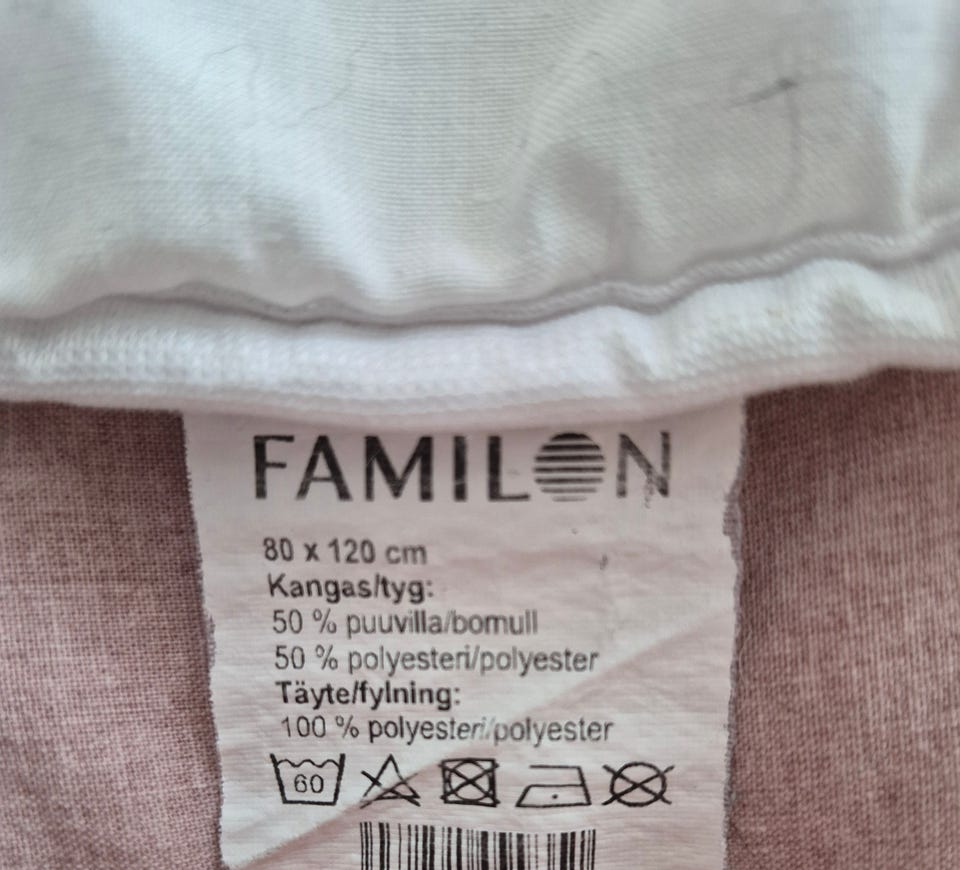 FAMILON
80 x 120 cm
Kangas/tyg:
50 % puuvilla/bomull
50 % polyesteri/polyester
Täyte/fylning:
100 % polyesteri/polyester
60